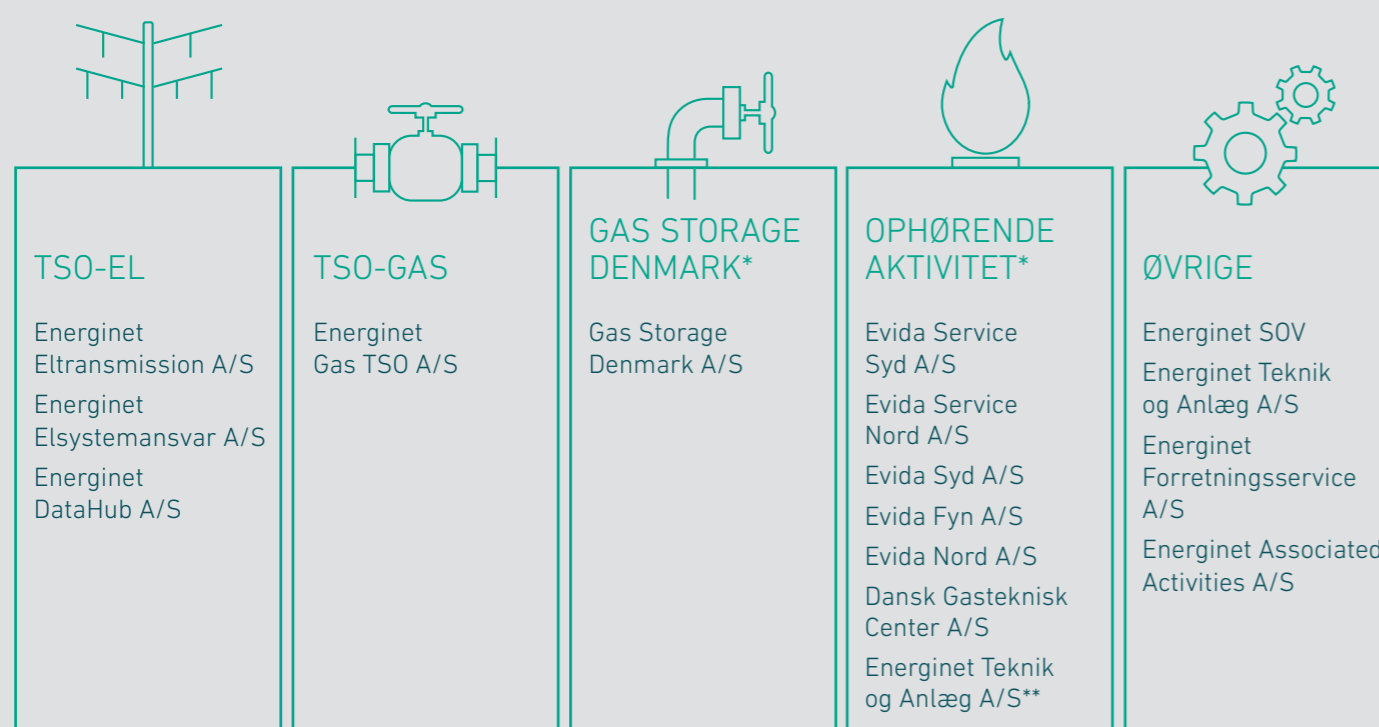 TSO-EL
Energinet
Eltransmission A/S
Energinet
Elsystemansvar A/S
Energinet
DataHub A/S
TSO-GAS
Energinet
Gas TSO A/S
GAS STORAGE
DENMARK*
Gas Storage
Denmark A/S
OPHØRENDE
AKTIVITET*
Evida Service
Syd A/S
Evida Service
Nord A/S
Evida Syd A/S
Evida Fyn A/S
Evida Nord A/S
Dansk Gasteknisk
Center A/S
Energinet Teknik
og Anlæg A/S**
ØVRIGE
Energinet SOV
Energinet Teknik
og Anlæg A/S
Energinet
Forretningsservice
A/S
Energinet Associated
Activities A/S